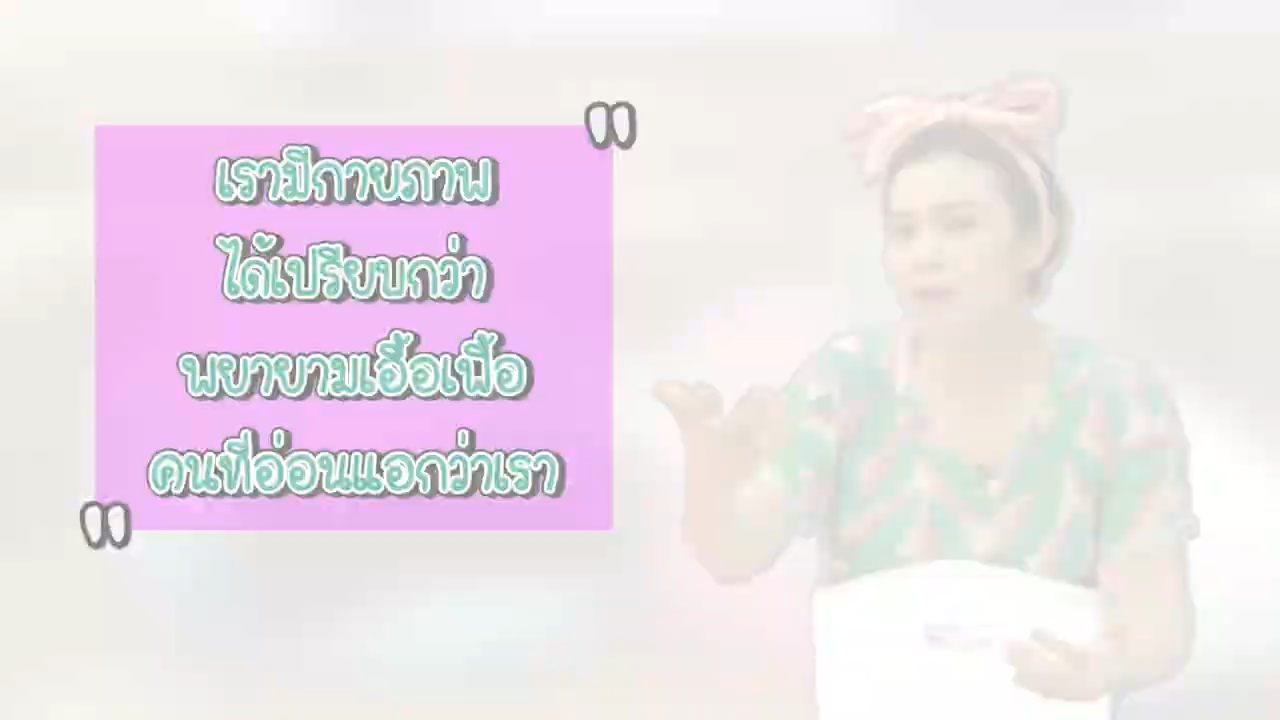 เรามีกายภาพ
ได้เปรียบกว่า
พยายามเอื้อเฟื้อ
คนที่อ่อนแอกว่าเรา